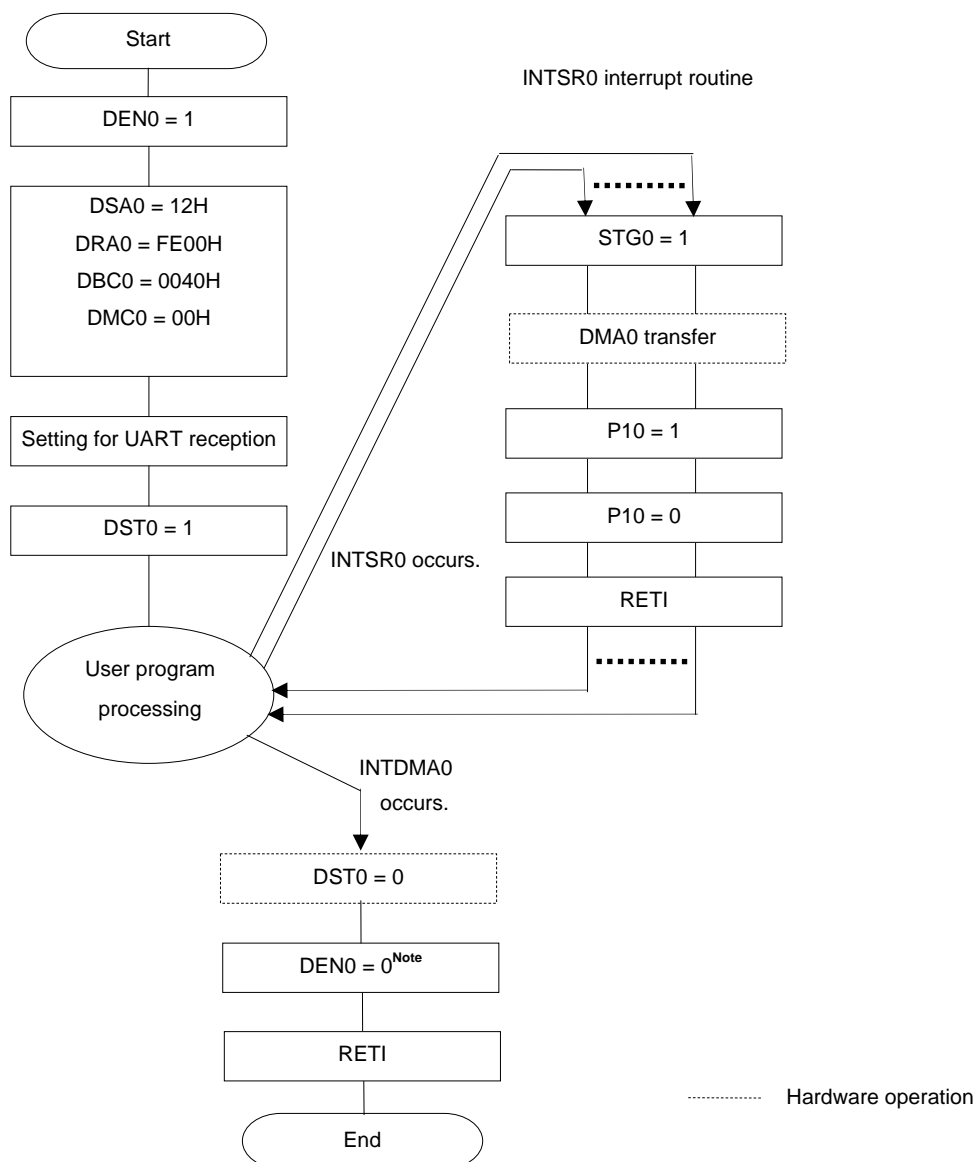 Start
DEN0 = 1
DSA0 = 12H
DRA0 = FE00H
DBC0 = 0040H
DMC0 = 00H
Setting for UART reception
DST0 = 1
User program
processing
INTSR0 occurs.
INTSR0 interrupt routine
STG0 = 1
DMA0 transfer
P10 = 1
P10 = 0
RETI
INTDMA0
occurs.
DST0 = 0
DEN0 = 0Note
RETI
End
Hardware operation